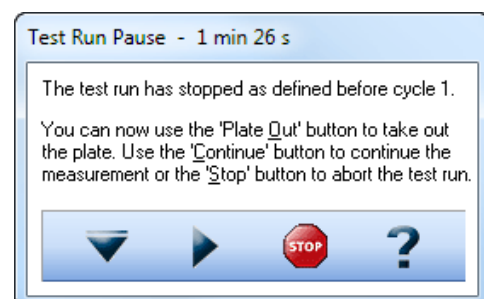 Test Run Pause - 1 min 26 s
The test run has stopped as defined before cycle 1.
You can now use the 'Plate Out' button to take out
the plate. Use the 'Continue' button to continue the
measurement or the 'Stop' button to abort the test run.
STOP
?